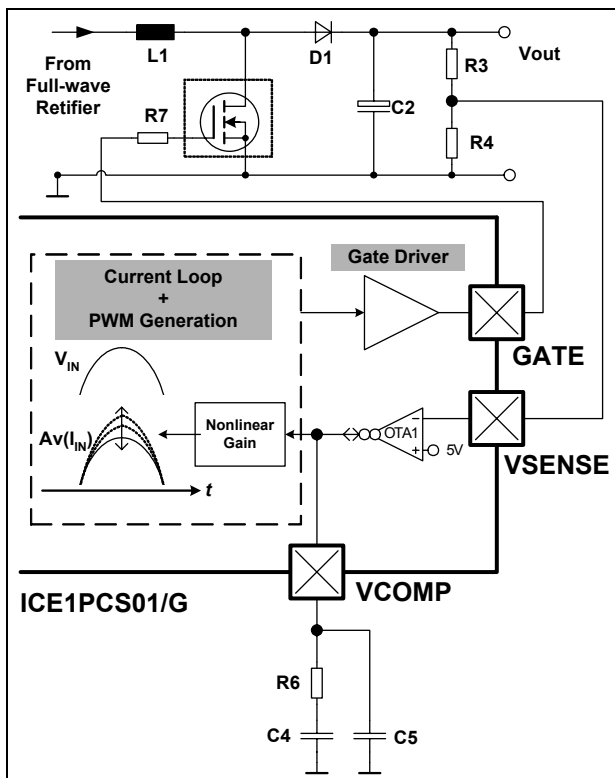 L1
D1
Vout
From
Full-wave
Retifier
R3
R7
C2
R4
Current Loop
+
PWM Generation
Gate Driver
GATE
VIN
Av(IIN)
t
Nonlinear
Gain
OTA1
−
+
5V
VSENSE
ICE1PCS01/G
VCOMP
R6
C4
C5